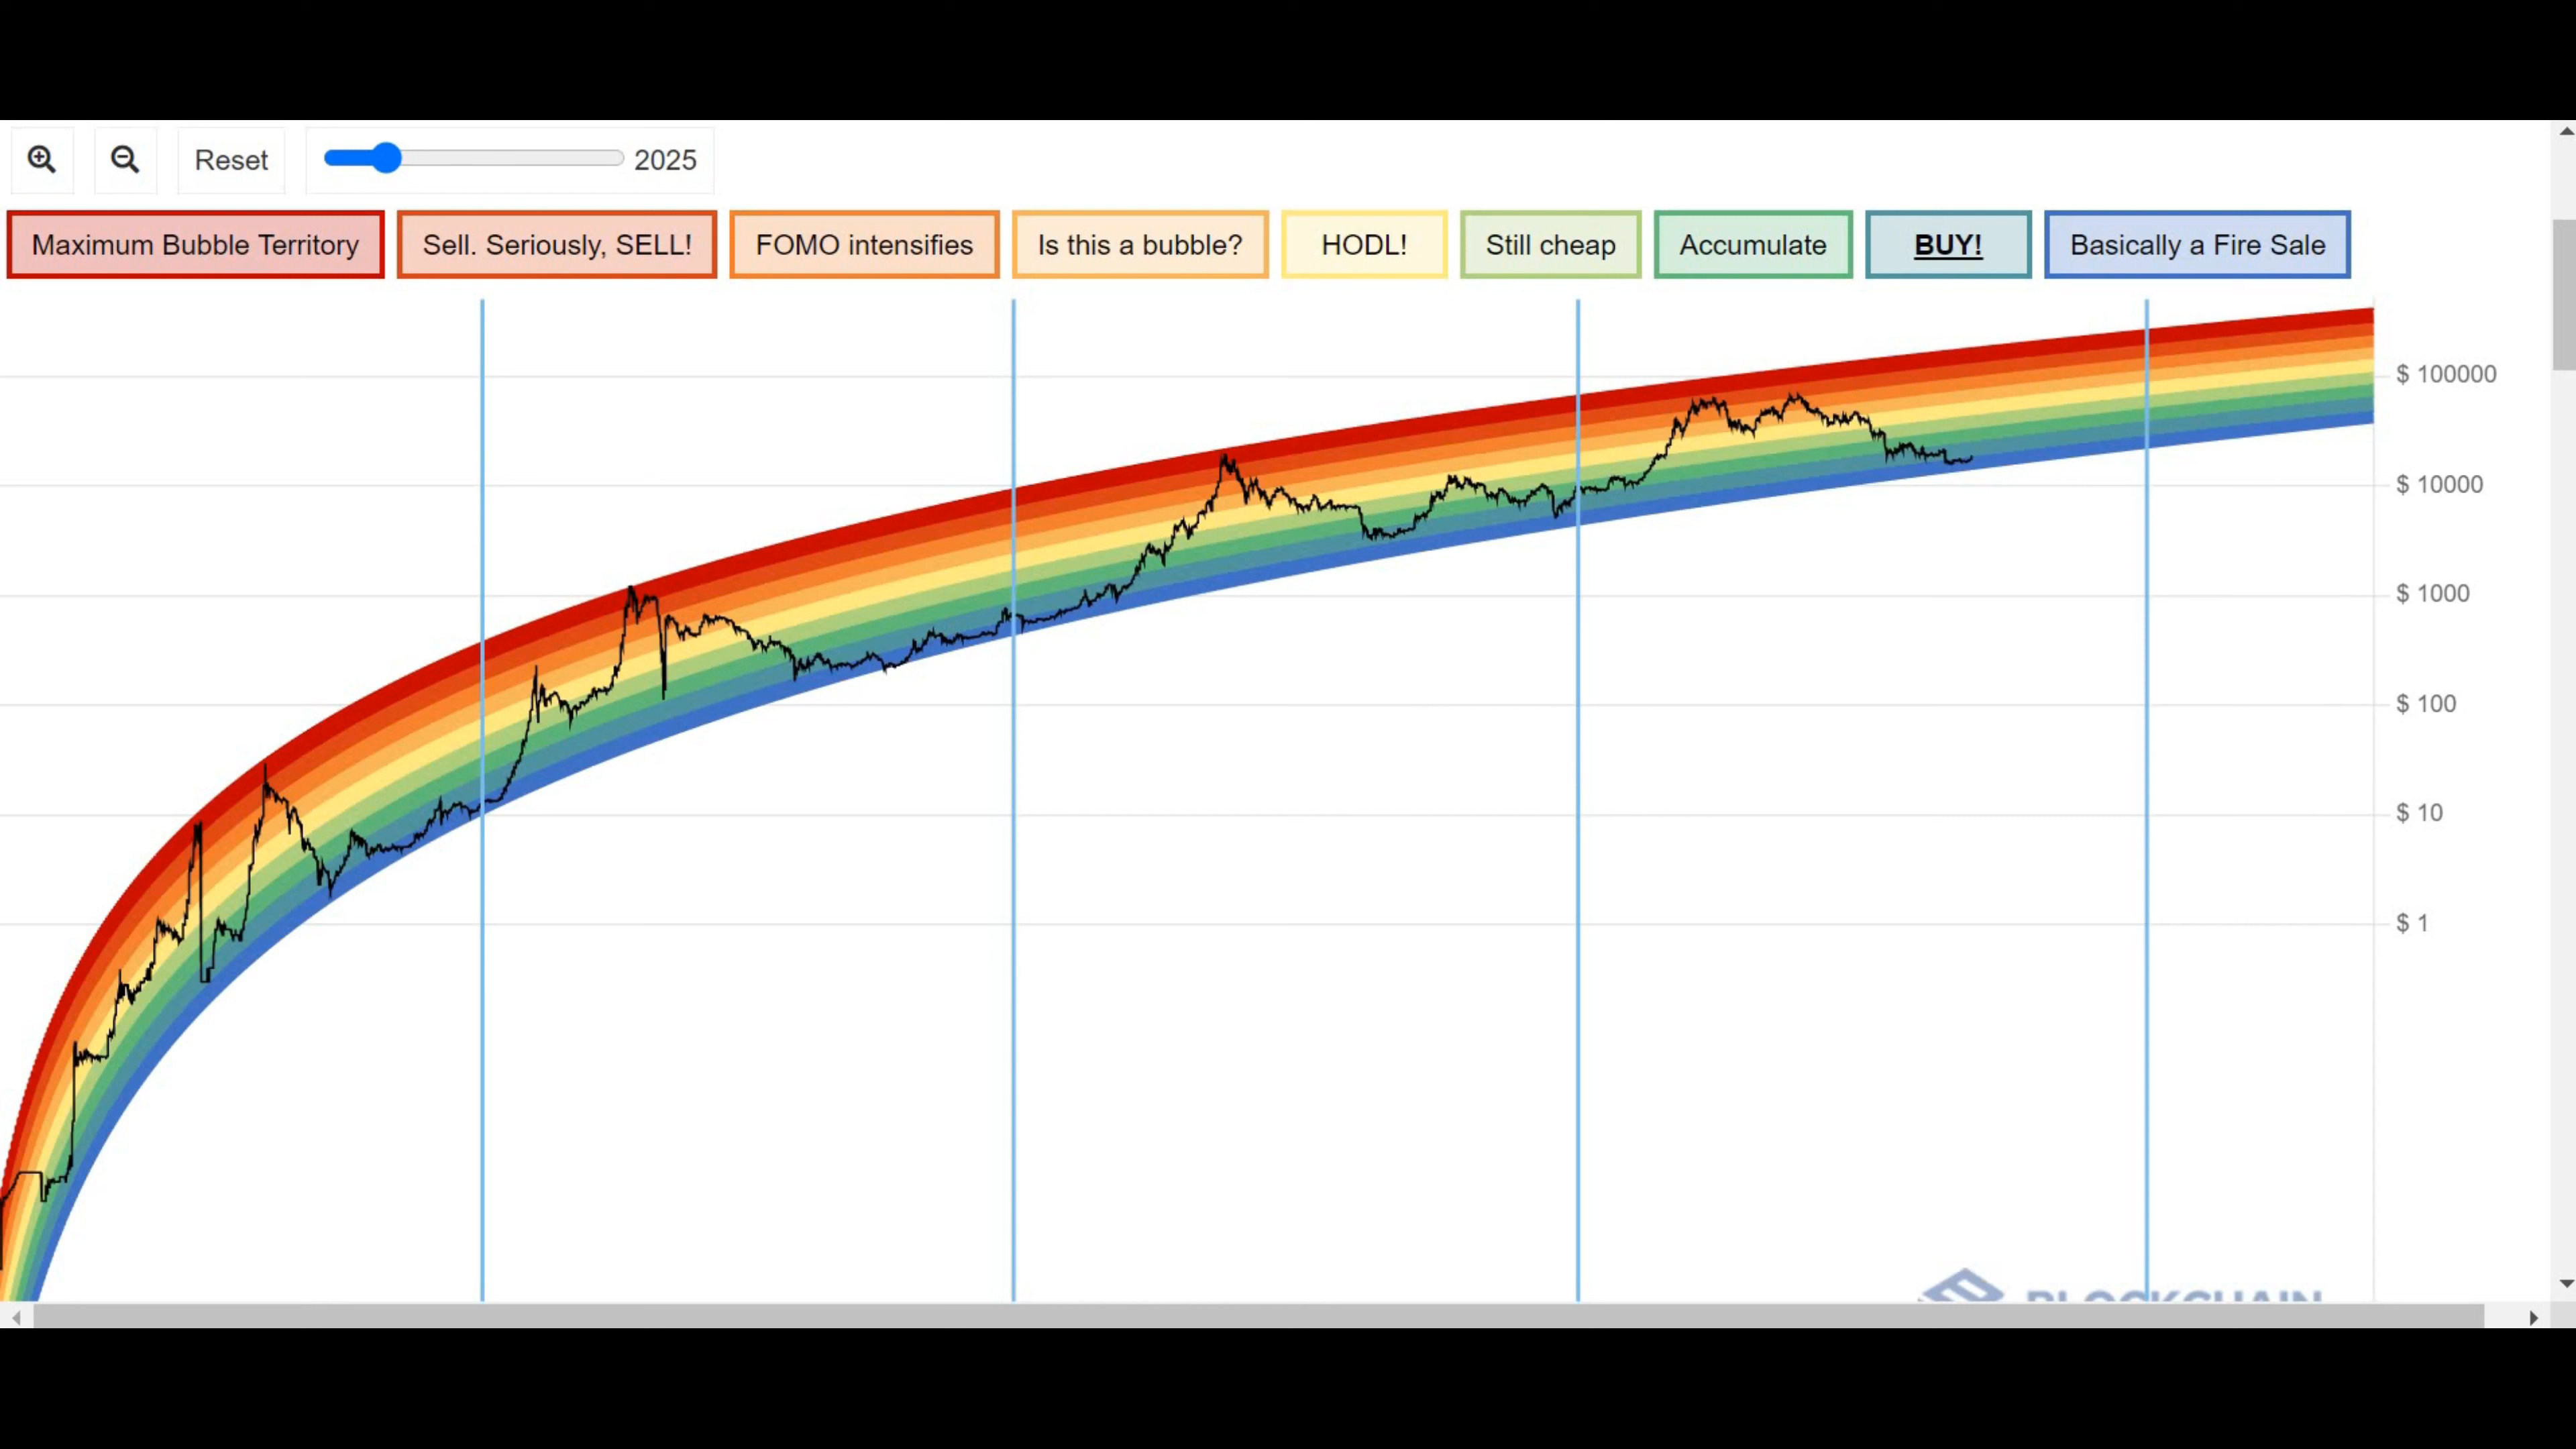 Reset 2025
Maximum Bubble Territory Sell. Seriously, SELL! FOMO intensifies Is this a bubble? HODL! Still cheap Accumulate BUY! Basically a Fire Sale
$ 100000
$ 10000
$ 1000
$ 100
$ 10
$ 1
BLOCKCHAIN